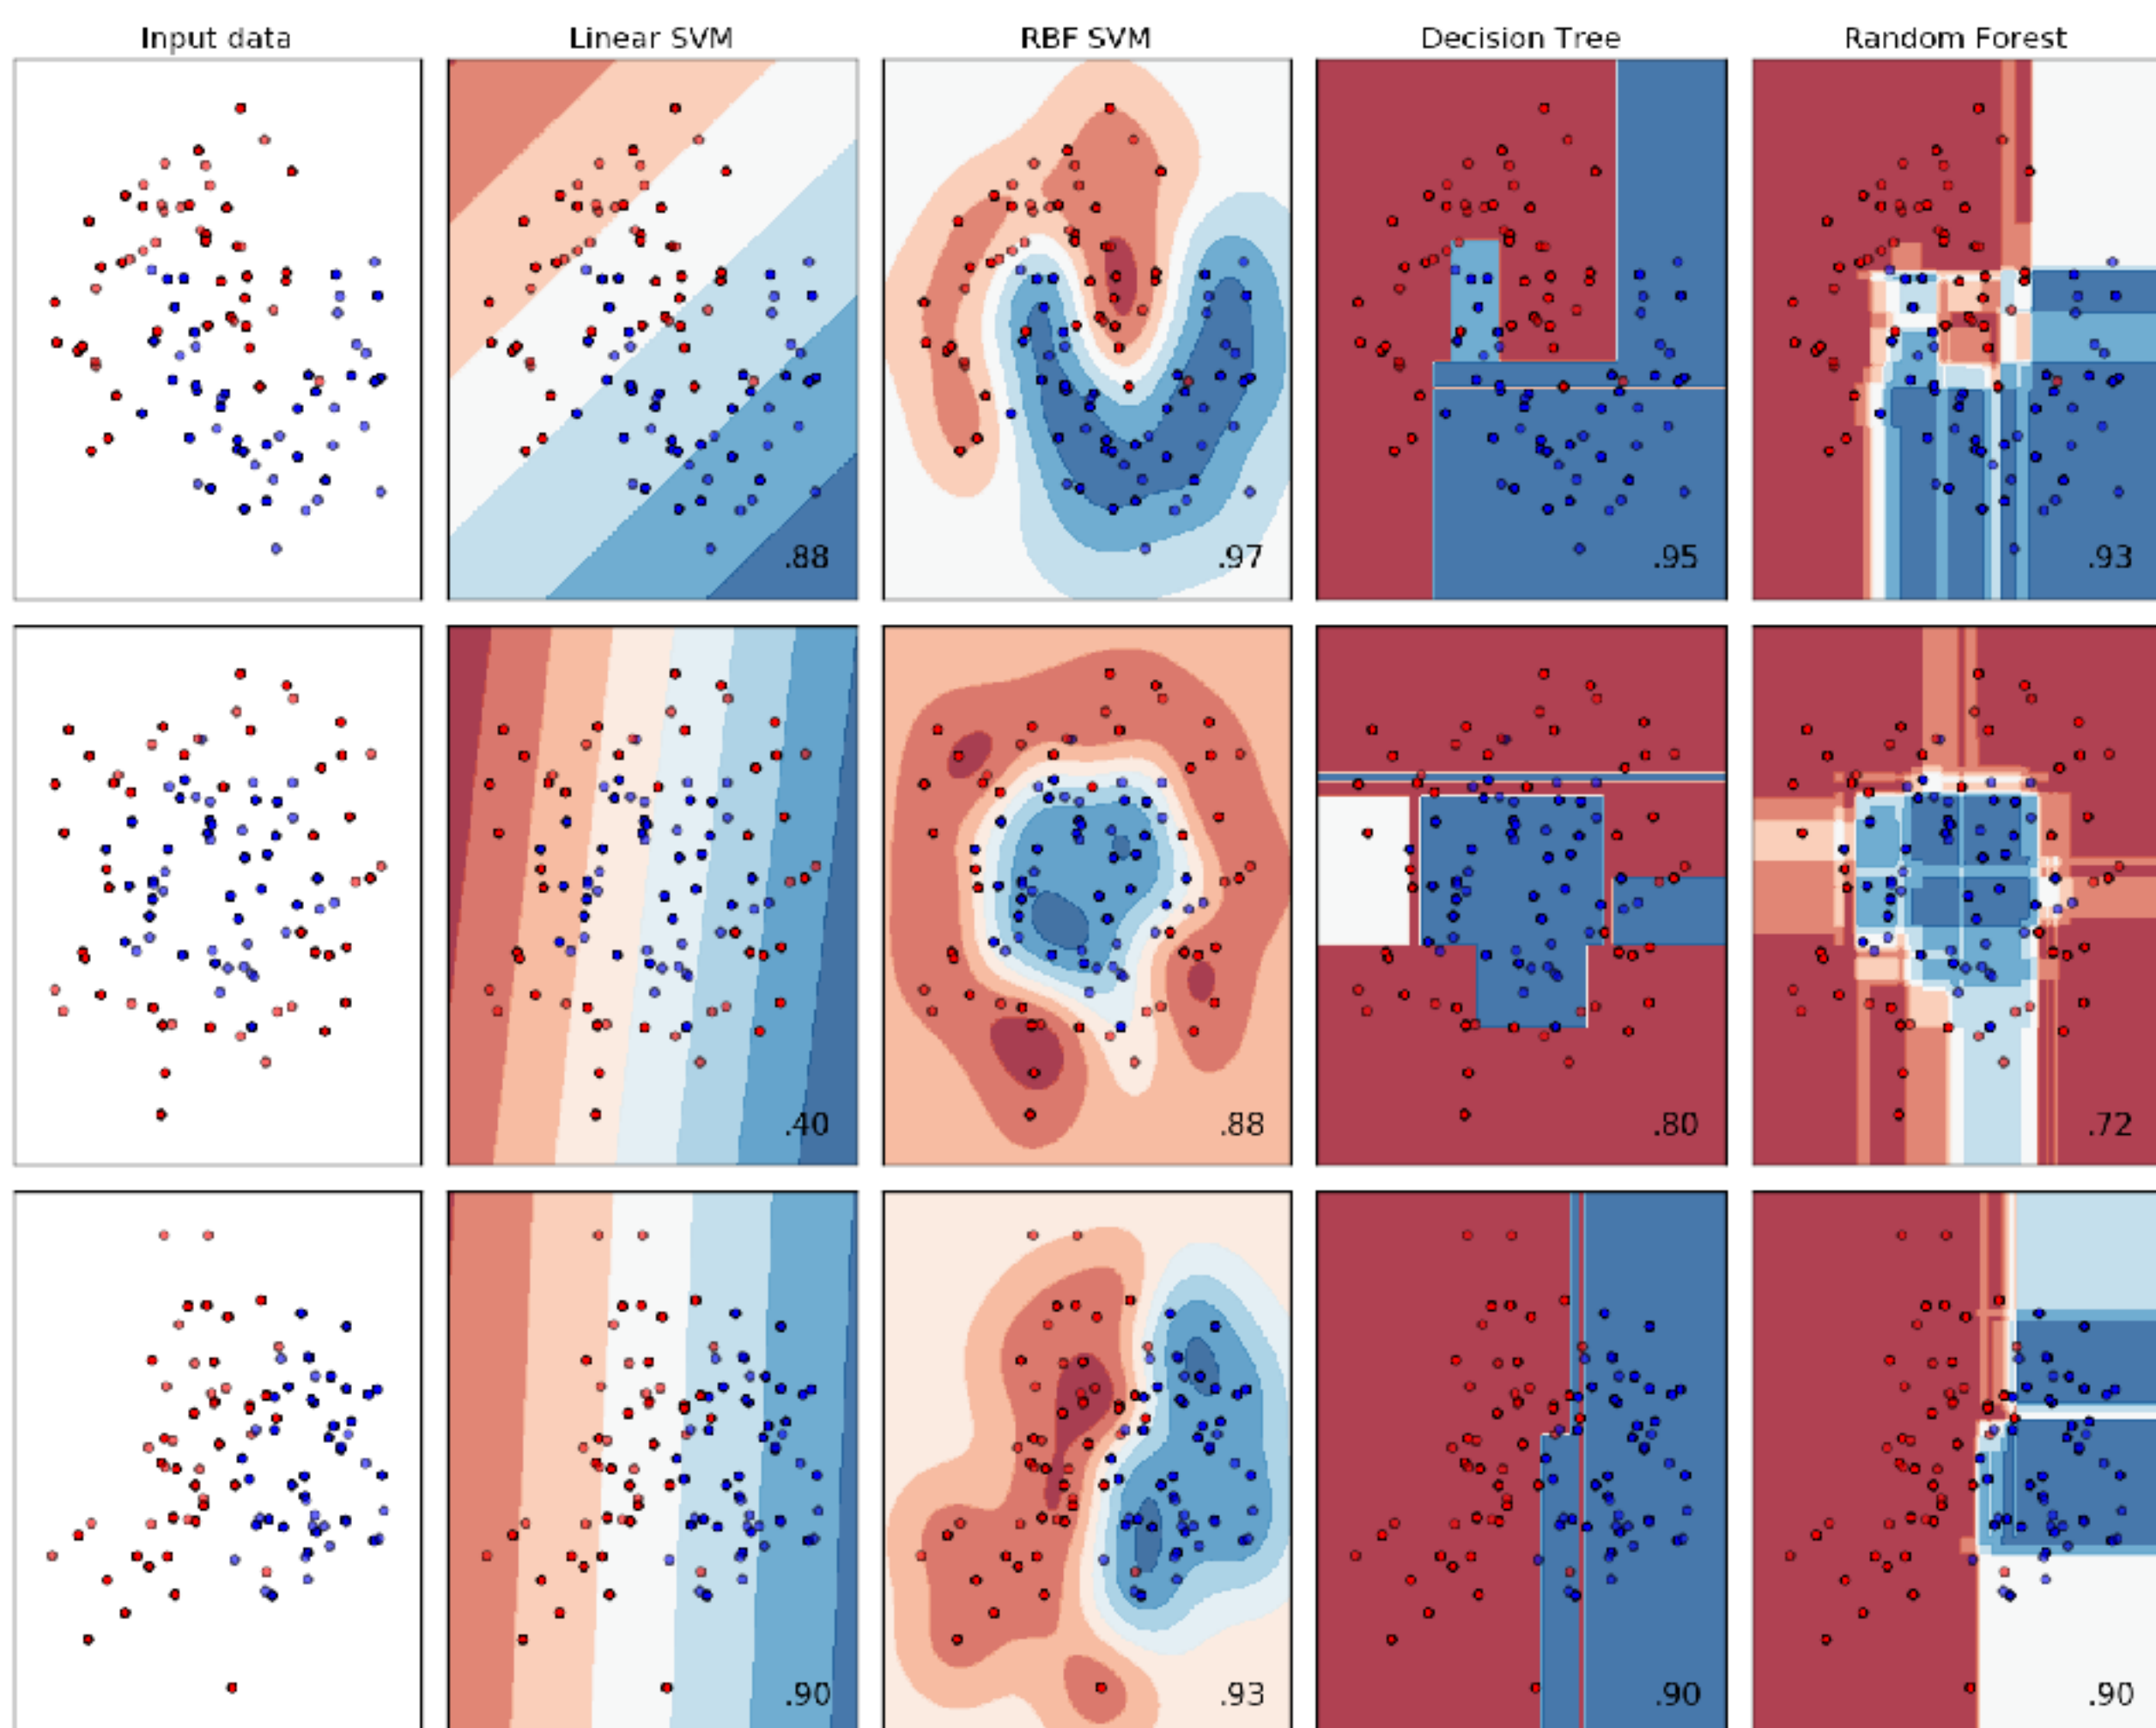 Input data Linear SVM RBF SVM Decision Tree Random Forest
.88 .97 .95 .93
.40 .88 .80 .72
.90 .93 .90 .90